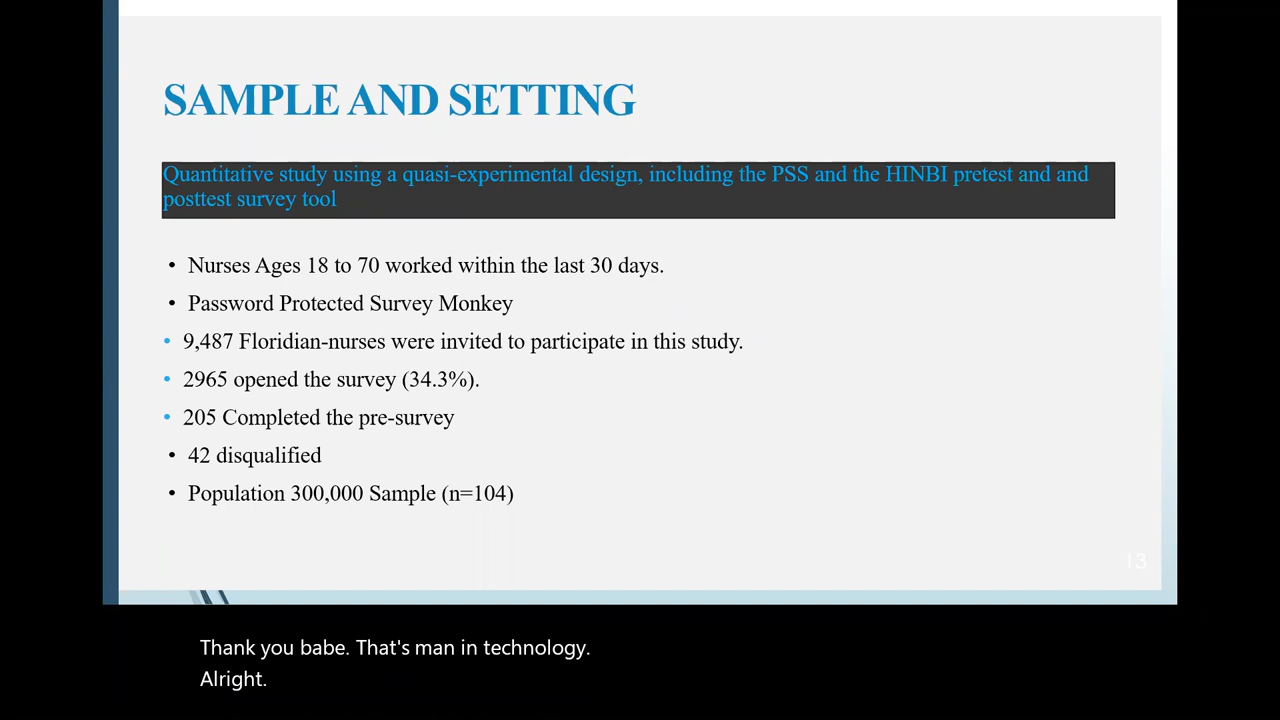 SAMPLE AND SETTING
Quantitative study using a quasi-experimental design, including the PSS and the HINBI pretest and and
posttest survey tool
• Nurses Ages 18 to 70 worked within the last 30 days.
• Password Protected Survey Monkey
• 9,487 Floridian-nurses were invited to participate in this study.
• 2965 opened the survey (34.3%).
• 205 Completed the pre-survey
• 42 disqualified
• Population 300,000 Sample (n=104)
13
Thank you babe. That's man in technology.
Alright.